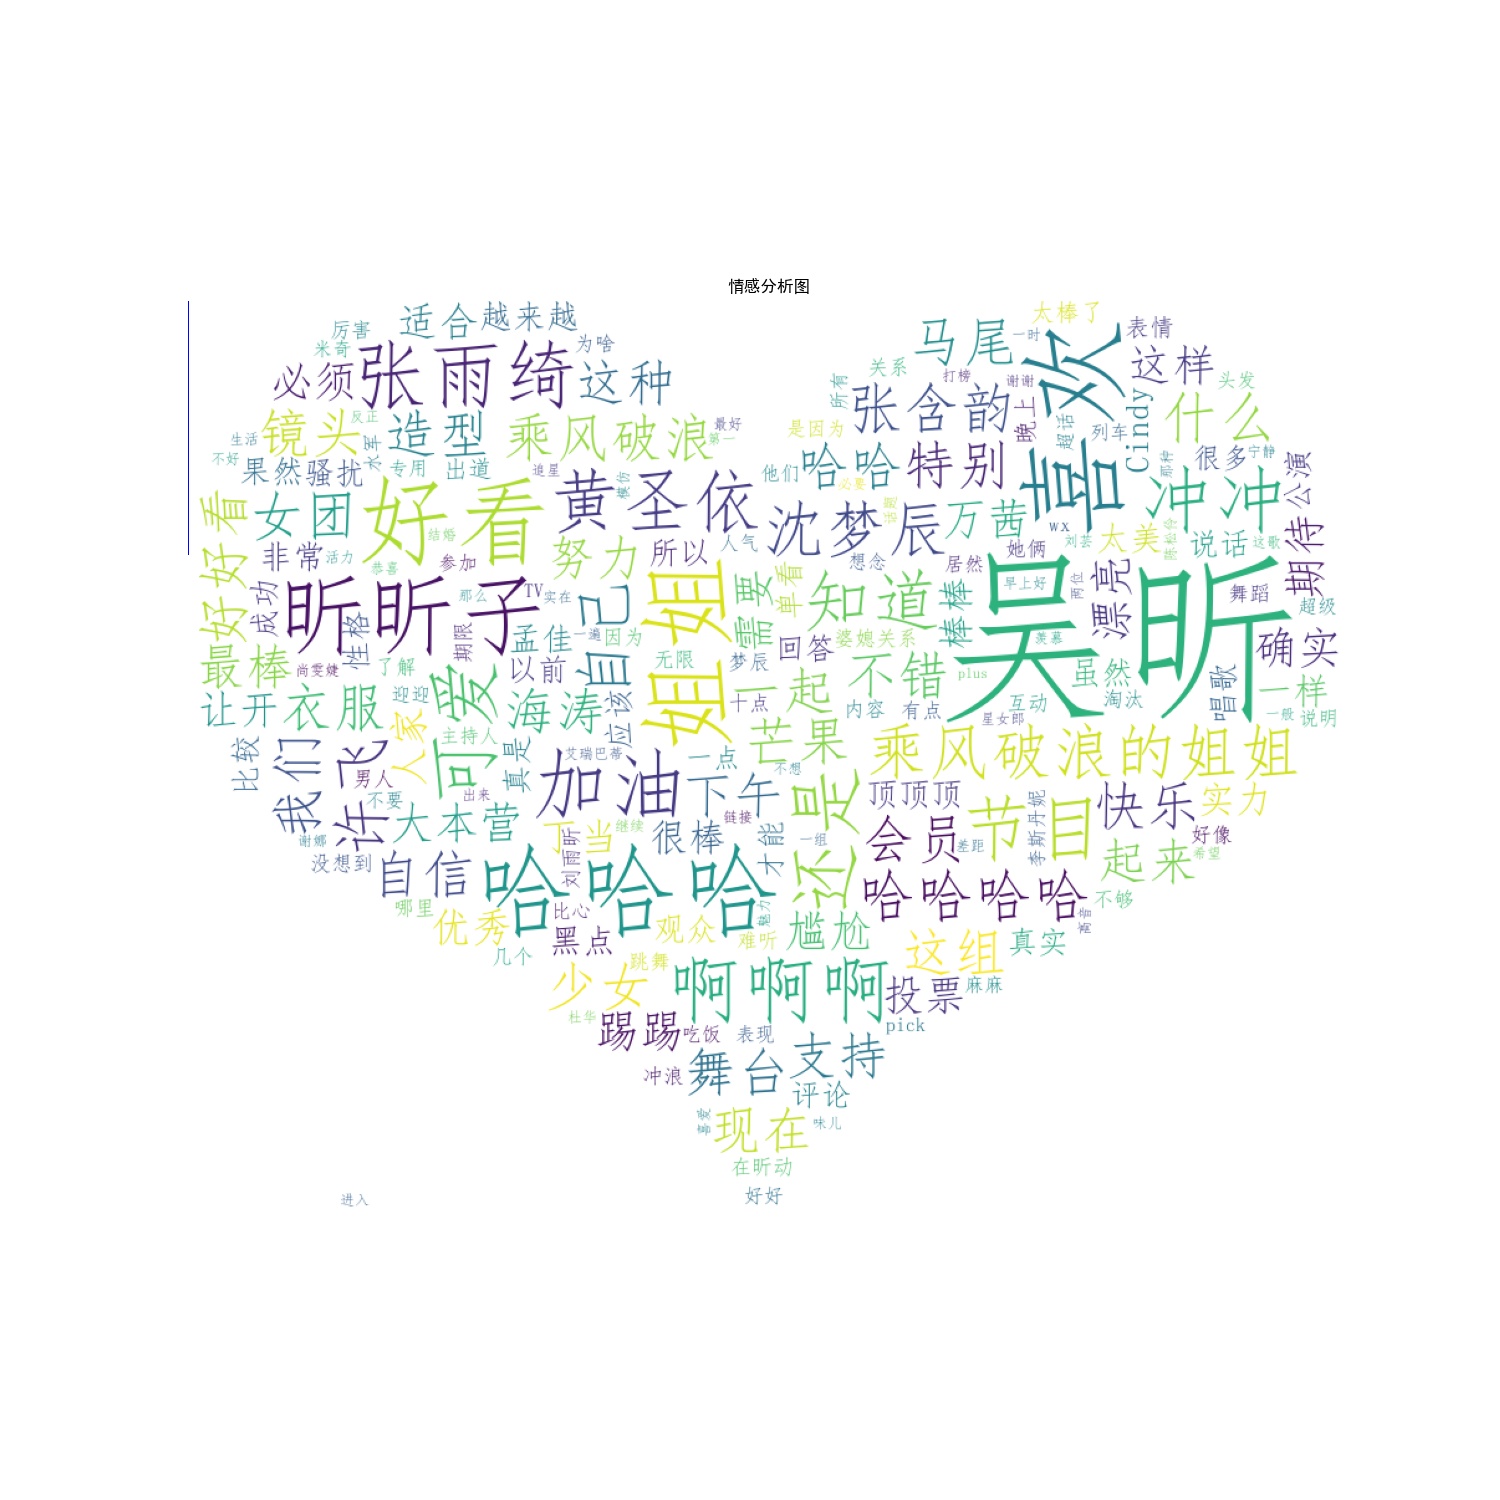 情感分析图
适合
越来越
厉害
米奇
为啥
必须
张雨绮
这种
镜头
反正
造型
乘风破浪
最好
第一
生活
不好
果然
骚扰
水军
专用
出道
追星
模仿
马尾
一时
太棒了
表情
喜欢
这样
头发
关系
打榜
谢谢
所有
张含韵
晚上
超话
列车
Cindy
什么
是因为
哈哈
特别
他们
必要
话题
那种
很多
宁静
公演
好好看
女团
好看
结婚
黄圣依
沈梦辰
万茜
wx
刘芸
太美
陈松伶
冲冲
说话
这歌
期待
非常
活力
恭喜
参加
努力
所以
人气
想念
居然
她俩
成功
昕昕子
那么
TV
实在
自己
姐姐
需要
单看
知道
棒棒
吴昕
早上好
两位
漂亮
舞蹈
超级
羡慕
最棒
尚雯婕
性格
了解
期限
孟佳
一遍
因为
以前
无限
梦辰
回答
婆媳关系
不错
plus
虽然
确实
让开
衣服
迎迎
可爱
海涛
应该
十点
一起
内容
有点
星女郎
互动
淘汰
唱歌
一样
一般
说明
比较
我们
许飞
人家
主持人
真是
艾瑞巴蒂
一点
芒果
不想
乘风破浪的姐姐
男人
不要
出来
加油
下午
还是
顶顶顶
节目
李斯丹妮
快乐
实力
谢娜
大本营
丁当
继续
链接
很棒
才能
一组
会员
差距
好像
希望
没想到
自信
哈哈哈
刘雨昕
哈哈哈哈
起来
哪里
优秀
比心
黑点
观众
魅力
难听
尴尬
不够
两音
几个
跳舞
这组
真实
少女
啊啊啊
投票
麻麻
杜华
踢踢
吃饭
表现
pick
冲浪
舞台
支持
评论
喜爱
现在
味儿
在昕动
进入
好好